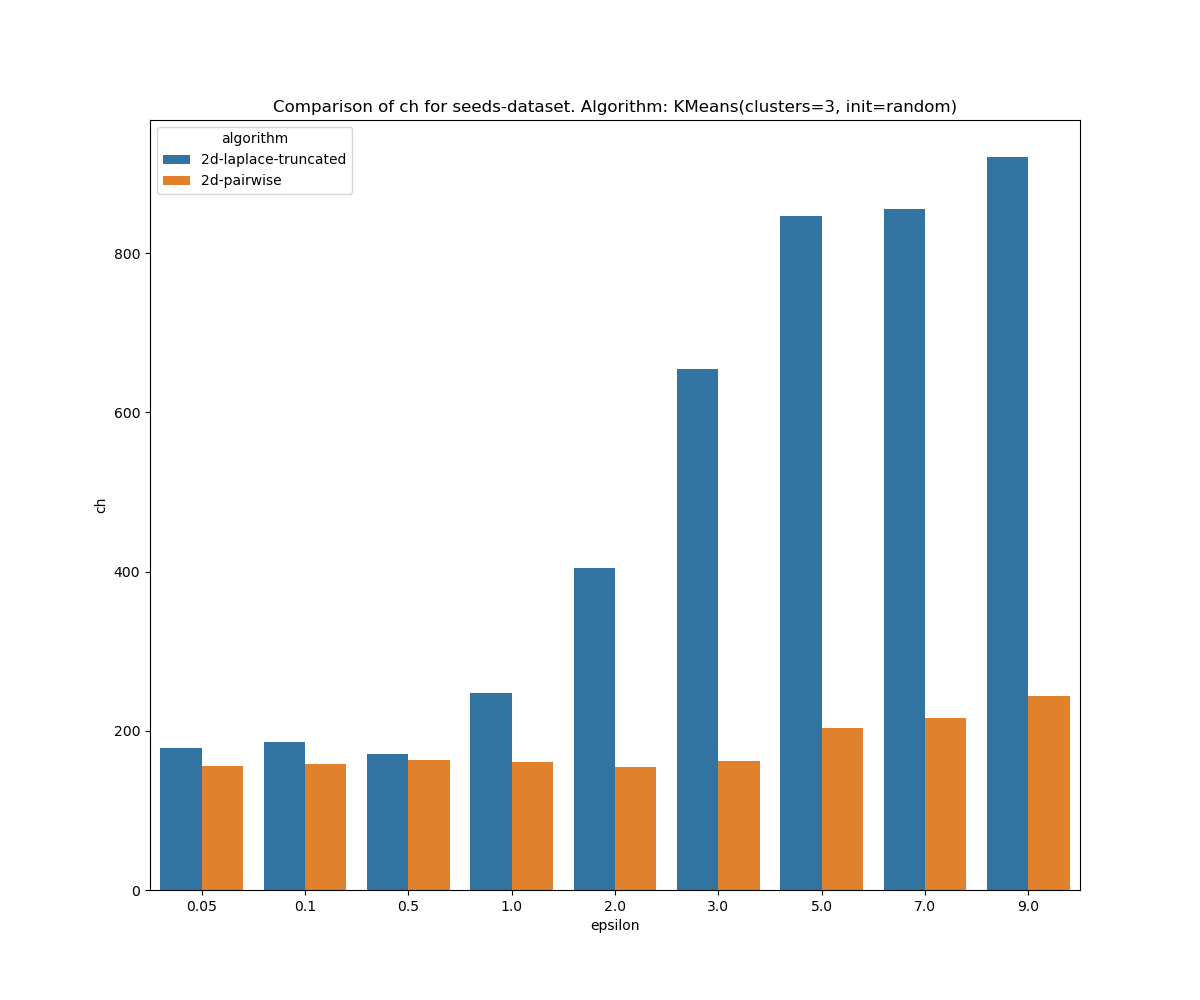 Comparison of ch for seeds-dataset. Algorithm: KMeans(clusters=3, init=random)
algorithm
2d-laplace-truncated
2d-pairwise
800
600
400
200
0
ch
0.05 0.1 0.5 1.0 2.0 3.0 5.0 7.0 9.0
epsilon